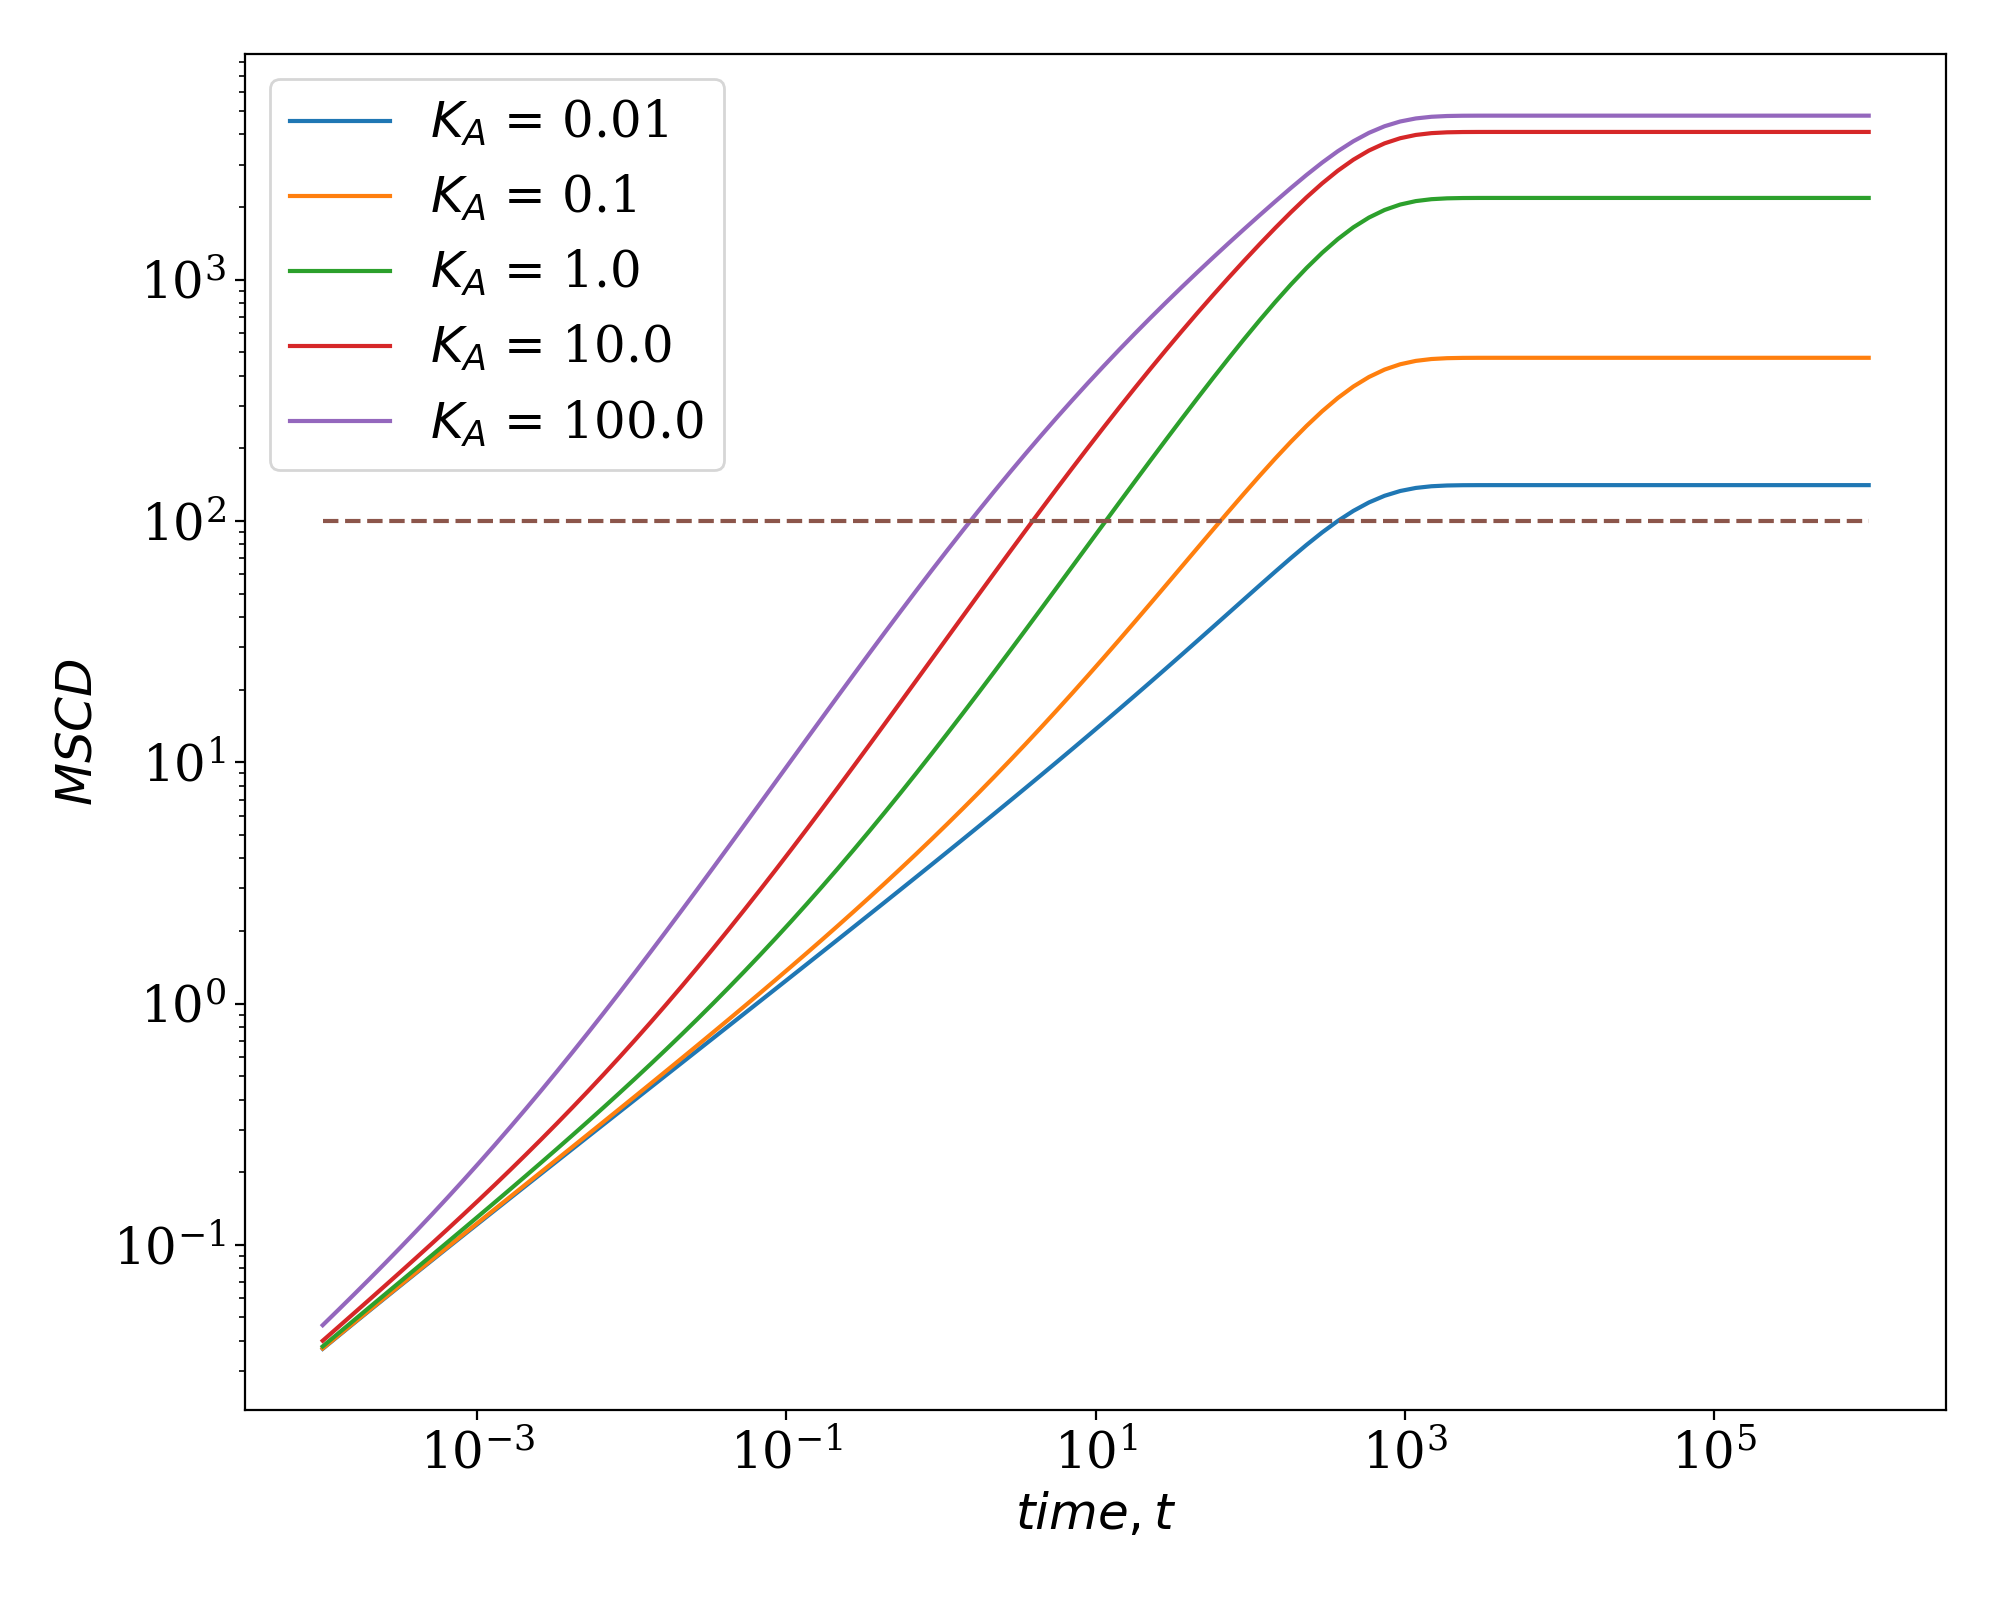 K_A = 0.01
K_A = 0.1
K_A = 1.0
K_A = 10.0
K_A = 100.0
10^3
10^2
10^1
10^0
10^{-1}
MSCD
10^{-3} 10^{-1} 10^1 10^3 10^5
time, t